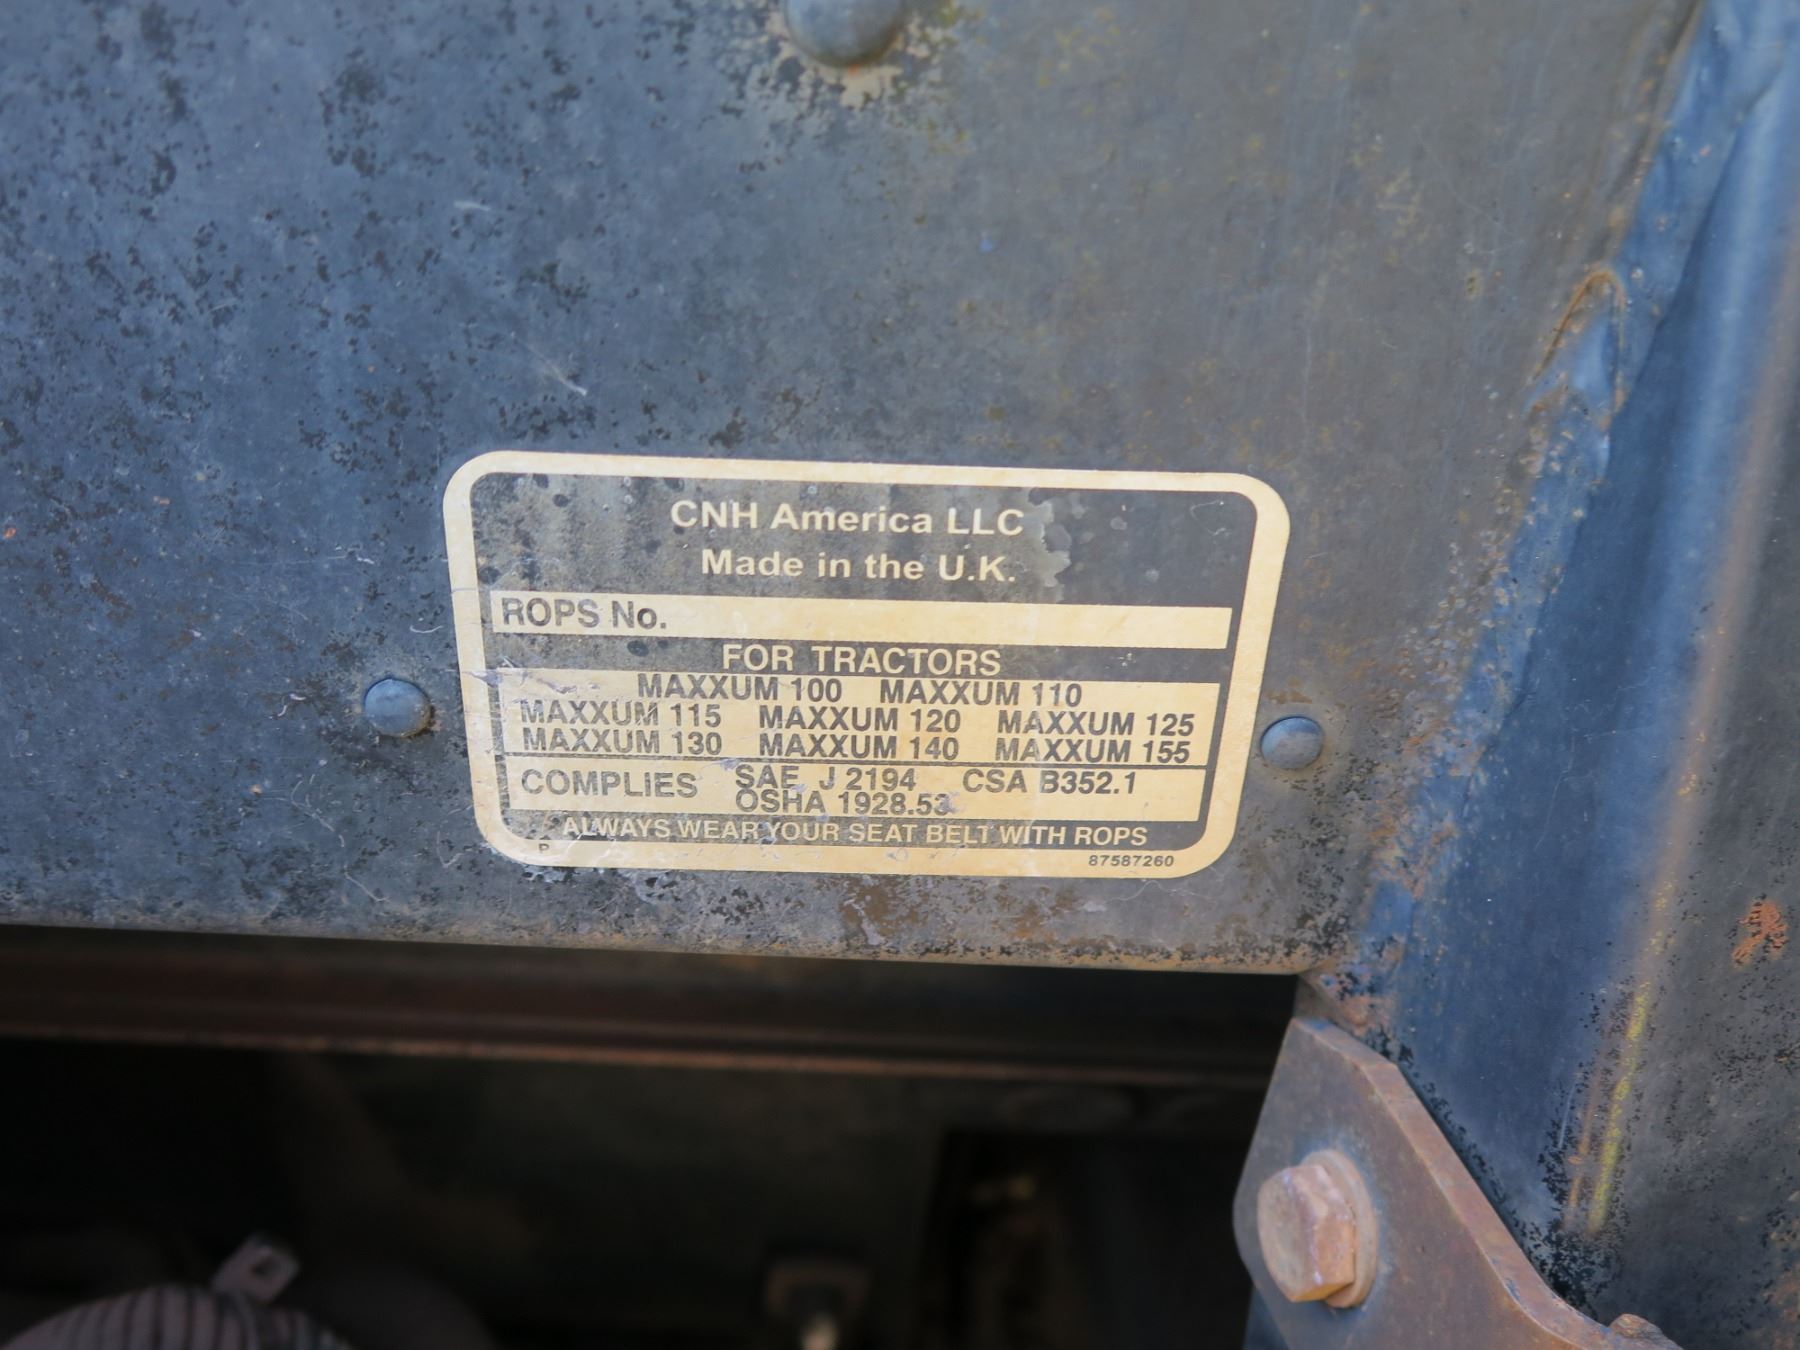 CNH America LLC
Made in the U.K.
ROPS No.
FOR TRACTORS
MAXXUM 100 MAXXUM 110
MAXXUM 115 MAXXUM 120 MAXXUM 125
MAXXUM 130 MAXXUM 140 MAXXUM 155
COMPLIES SAE J 2194 CSA B352.1
OSHA 1928.53
ALWAYS WEAR YOUR SEAT BELT WITH ROPS
P 87587260